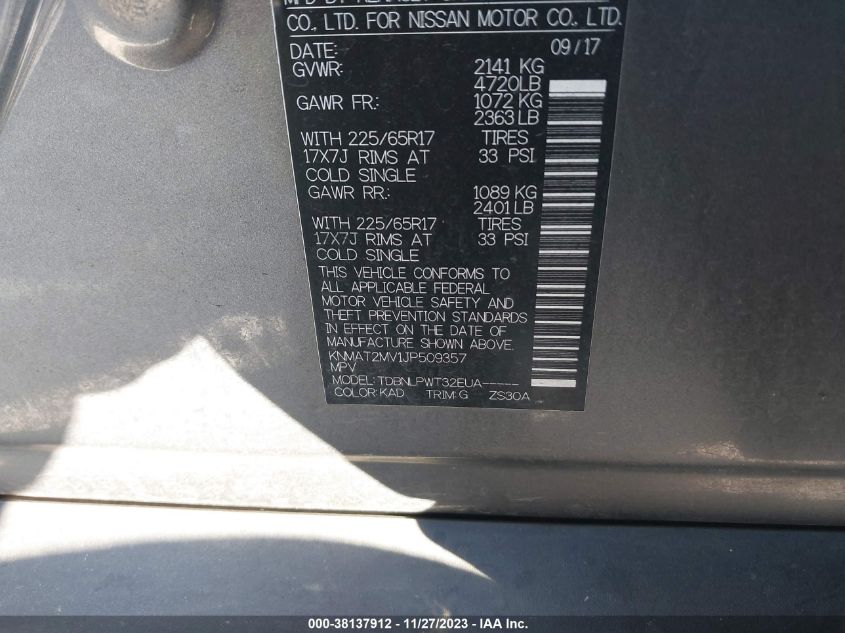 CO., LTD. FOR NISSAN MOTOR CO., LTD.
DATE: 09/17
GVWR: 2141 KG
4720LB
GAWR FR.: 1072 KG
2363 LB
WITH 225/65R17 TIRES
17X7J RIMS AT 33 PSI
COLD SINGLE
GAWR RR.: 1089 KG
2401 LB
WITH 225/65R17 TIRES
17X7J RIMS AT 33 PSI
COLD SINGLE
THIS VEHICLE CONFORMS TO
ALL APPLICABLE FEDERAL
MOTOR VEHICLE SAFETY AND
THEFT PREVENTION STANDARDS
IN EFFECT ON THE DATE OF
MANUFACTURE SHOWN ABOVE.
KNMAT2MV1JP509357
MPV
MODEL: TDBNLPWT32EUA-----
COLOR: KAD TRIM: G ZS30A
000-38137912 - 11/27/2023 - IAA Inc.